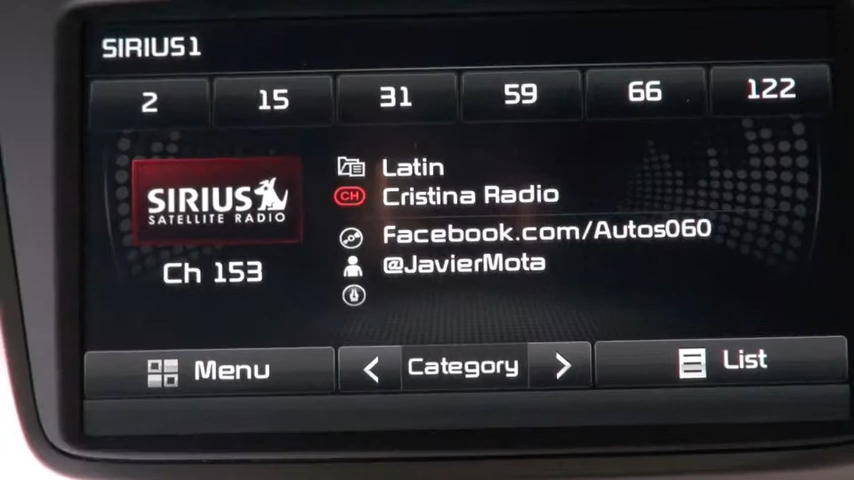 SIRIUS1
2 15 31 59 66 122
SIRIUS
SATELLITE RADIO
Ch 153
Latin
CH Cristina Radio
Facebook.com/Autos060
@JavierMota
Menu < Category > List